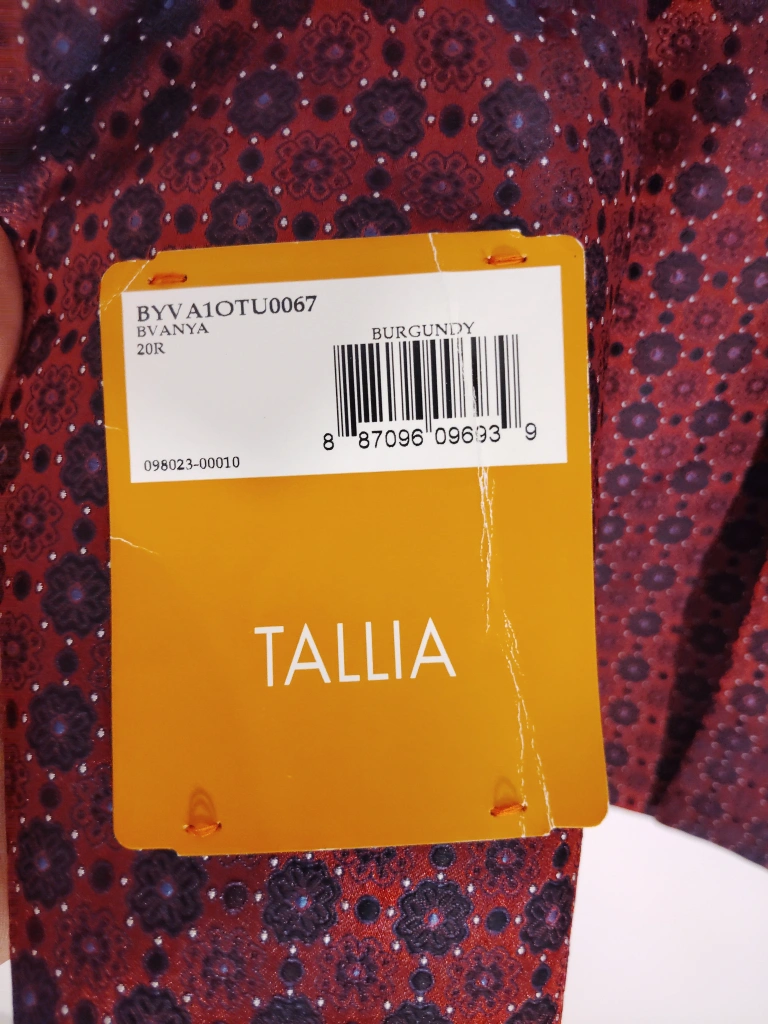 BYVA1OTU0067
BVANYA
20R
BURGUNDY
8 87096 09693 9
098023-00010
TALLIA